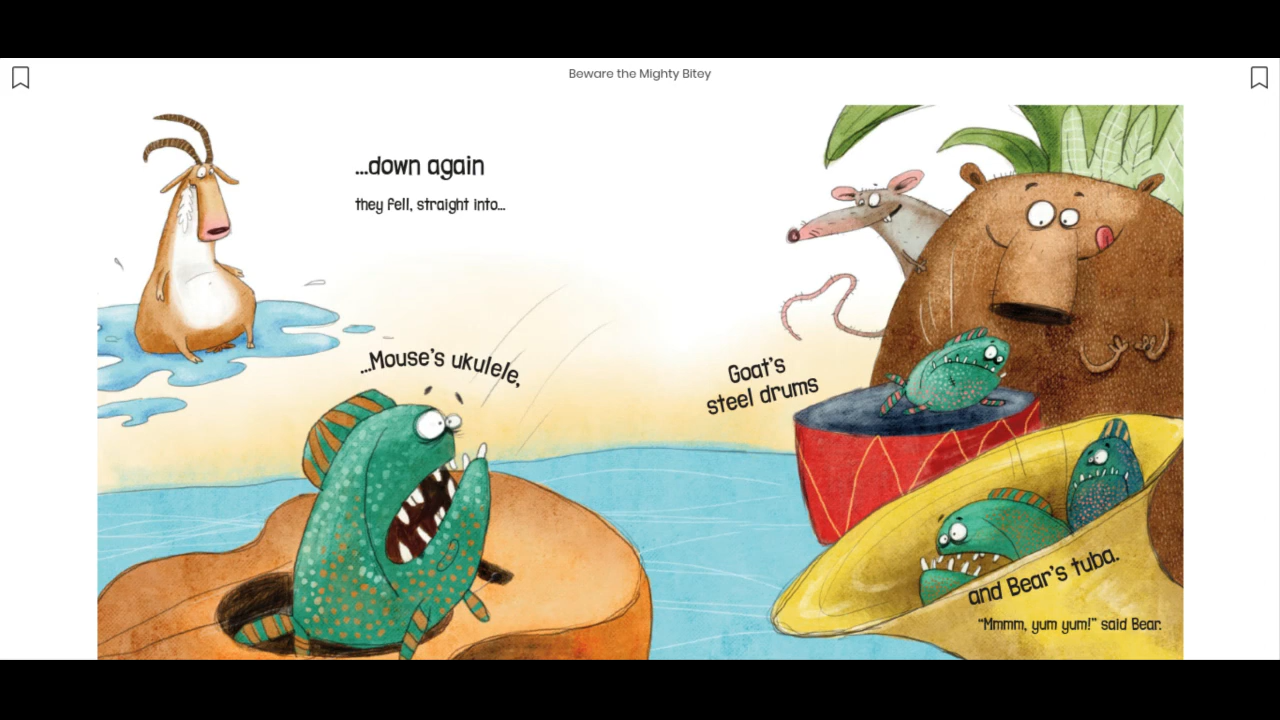 Beware the Mighty Bitey
...down again
they fell, straight into...
...Mouse's ukulele,
Goat's
steel drums
and Bear's tuba.
“Mmmm, yum yum!” said Bear.